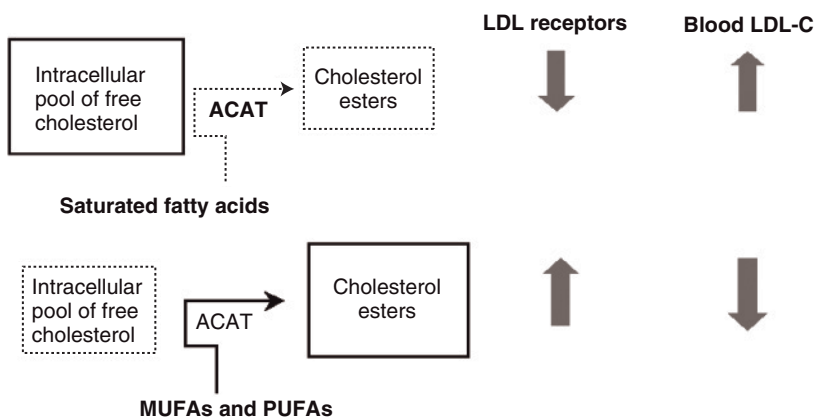 LDL receptors
Blood LDL-C
Intracellular
pool of free
cholesterol
ACAT
Cholesterol
esters
Saturated fatty acids
Intracellular
pool of free
cholesterol
ACAT
Cholesterol
esters
MUFAs and PUFAs